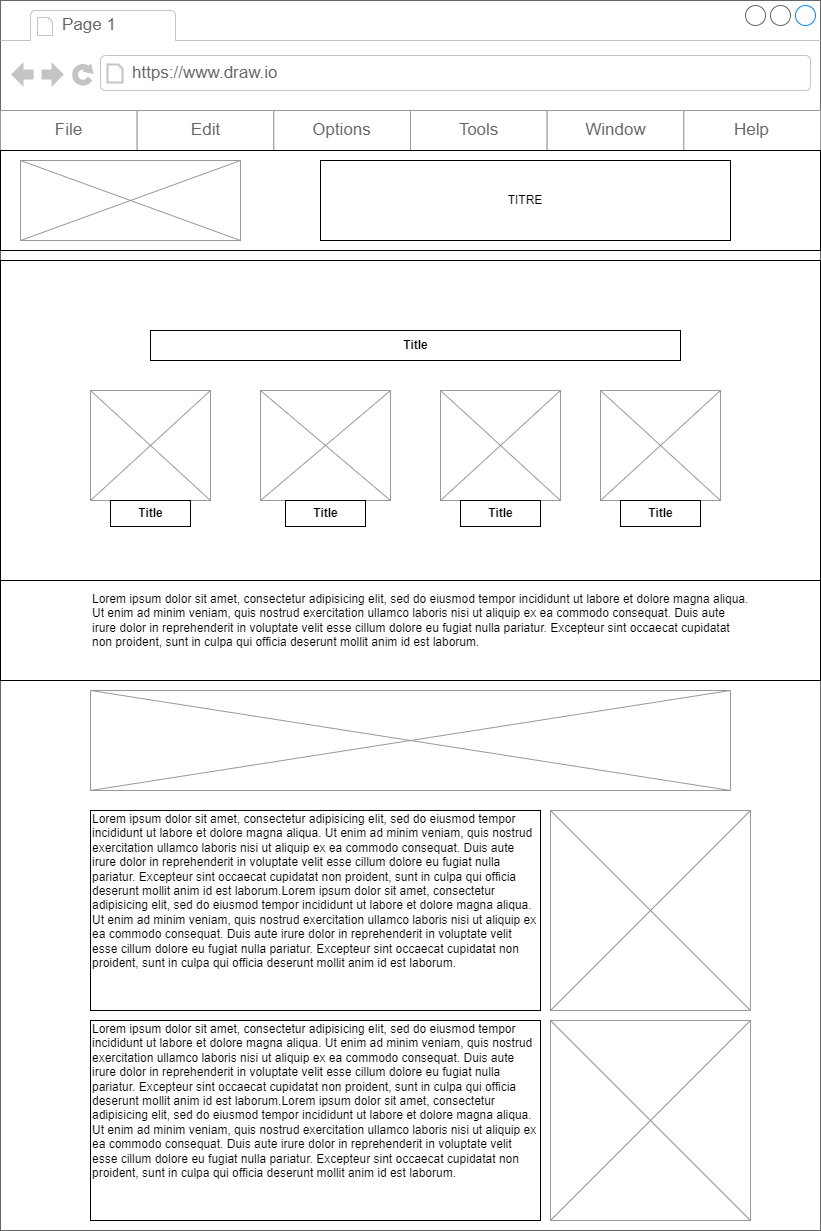 Page 1
https://www.draw.io
File Edit Options Tools Window Help
TITRE
Title
Title Title Title Title
Lorem ipsum dolor sit amet, consectetur adipisicing elit, sed do eiusmod tempor incididunt ut labore et dolore magna aliqua.
Ut enim ad minim veniam, quis nostrud exercitation ullamco laboris nisi ut aliquip ex ea commodo consequat. Duis aute
irure dolor in reprehenderit in voluptate velit esse cillum dolore eu fugiat nulla pariatur. Excepteur sint occaecat cupidatat
non proident, sunt in culpa qui officia deserunt mollit anim id est laborum.
Lorem ipsum dolor sit amet, consectetur adipisicing elit, sed do eiusmod tempor
incididunt ut labore et dolore magna aliqua. Ut enim ad minim veniam, quis nostrud
exercitation ullamco laboris nisi ut aliquip ex ea commodo consequat. Duis aute
irure dolor in reprehenderit in voluptate velit esse cillum dolore eu fugiat nulla
pariatur. Excepteur sint occaecat cupidatat non proident, sunt in culpa qui officia
deserunt mollit anim id est laborum.Lorem ipsum dolor sit amet, consectetur
adipisicing elit, sed do eiusmod tempor incididunt ut labore et dolore magna aliqua.
Ut enim ad minim veniam, quis nostrud exercitation ullamco laboris nisi ut aliquip ex
ea commodo consequat. Duis aute irure dolor in reprehenderit in voluptate velit
esse cillum dolore eu fugiat nulla pariatur. Excepteur sint occaecat cupidatat non
proident, sunt in culpa qui officia deserunt mollit anim id est laborum.
Lorem ipsum dolor sit amet, consectetur adipisicing elit, sed do eiusmod tempor
incididunt ut labore et dolore magna aliqua. Ut enim ad minim veniam, quis nostrud
exercitation ullamco laboris nisi ut aliquip ex ea commodo consequat. Duis aute
irure dolor in reprehenderit in voluptate velit esse cillum dolore eu fugiat nulla
pariatur. Excepteur sint occaecat cupidatat non proident, sunt in culpa qui officia
deserunt mollit anim id est laborum.Lorem ipsum dolor sit amet, consectetur
adipisicing elit, sed do eiusmod tempor incididunt ut labore et dolore magna aliqua.
Ut enim ad minim veniam, quis nostrud exercitation ullamco laboris nisi ut aliquip ex
ea commodo consequat. Duis aute irure dolor in reprehenderit in voluptate velit
esse cillum dolore eu fugiat nulla pariatur. Excepteur sint occaecat cupidatat non
proident, sunt in culpa qui officia deserunt mollit anim id est laborum.